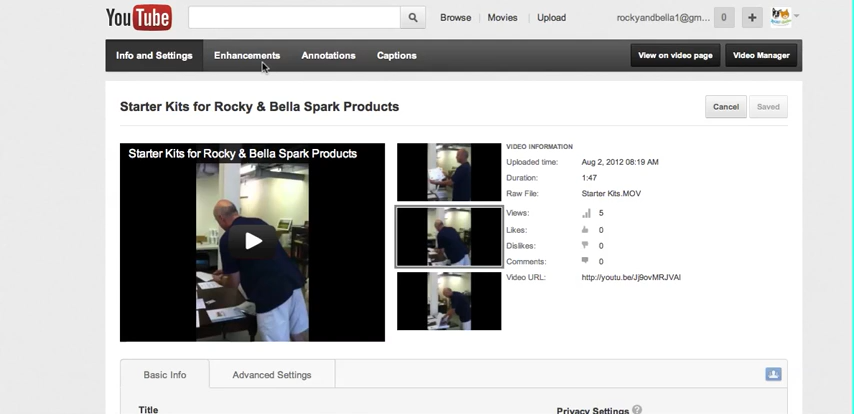 YouTube
Browse Movies Upload rockyandbella1@gm... 0 +
Info and Settings Enhancements Annotations Captions View on video page Video Manager
Starter Kits for Rocky & Bella Spark Products Cancel Saved
Starter Kits for Rocky & Bella Spark Products
VIDEO INFORMATION
Uploaded time: Aug 2, 2012 08:19 AM
Duration: 1:47
Raw File: Starter Kits.MOV
Views: 5
Likes: 0
Dislikes: 0
Comments: 0
Video URL: http://youtu.be/Jj9ovMRJVAI
Basic Info Advanced Settings
Title Privacy Settings ?